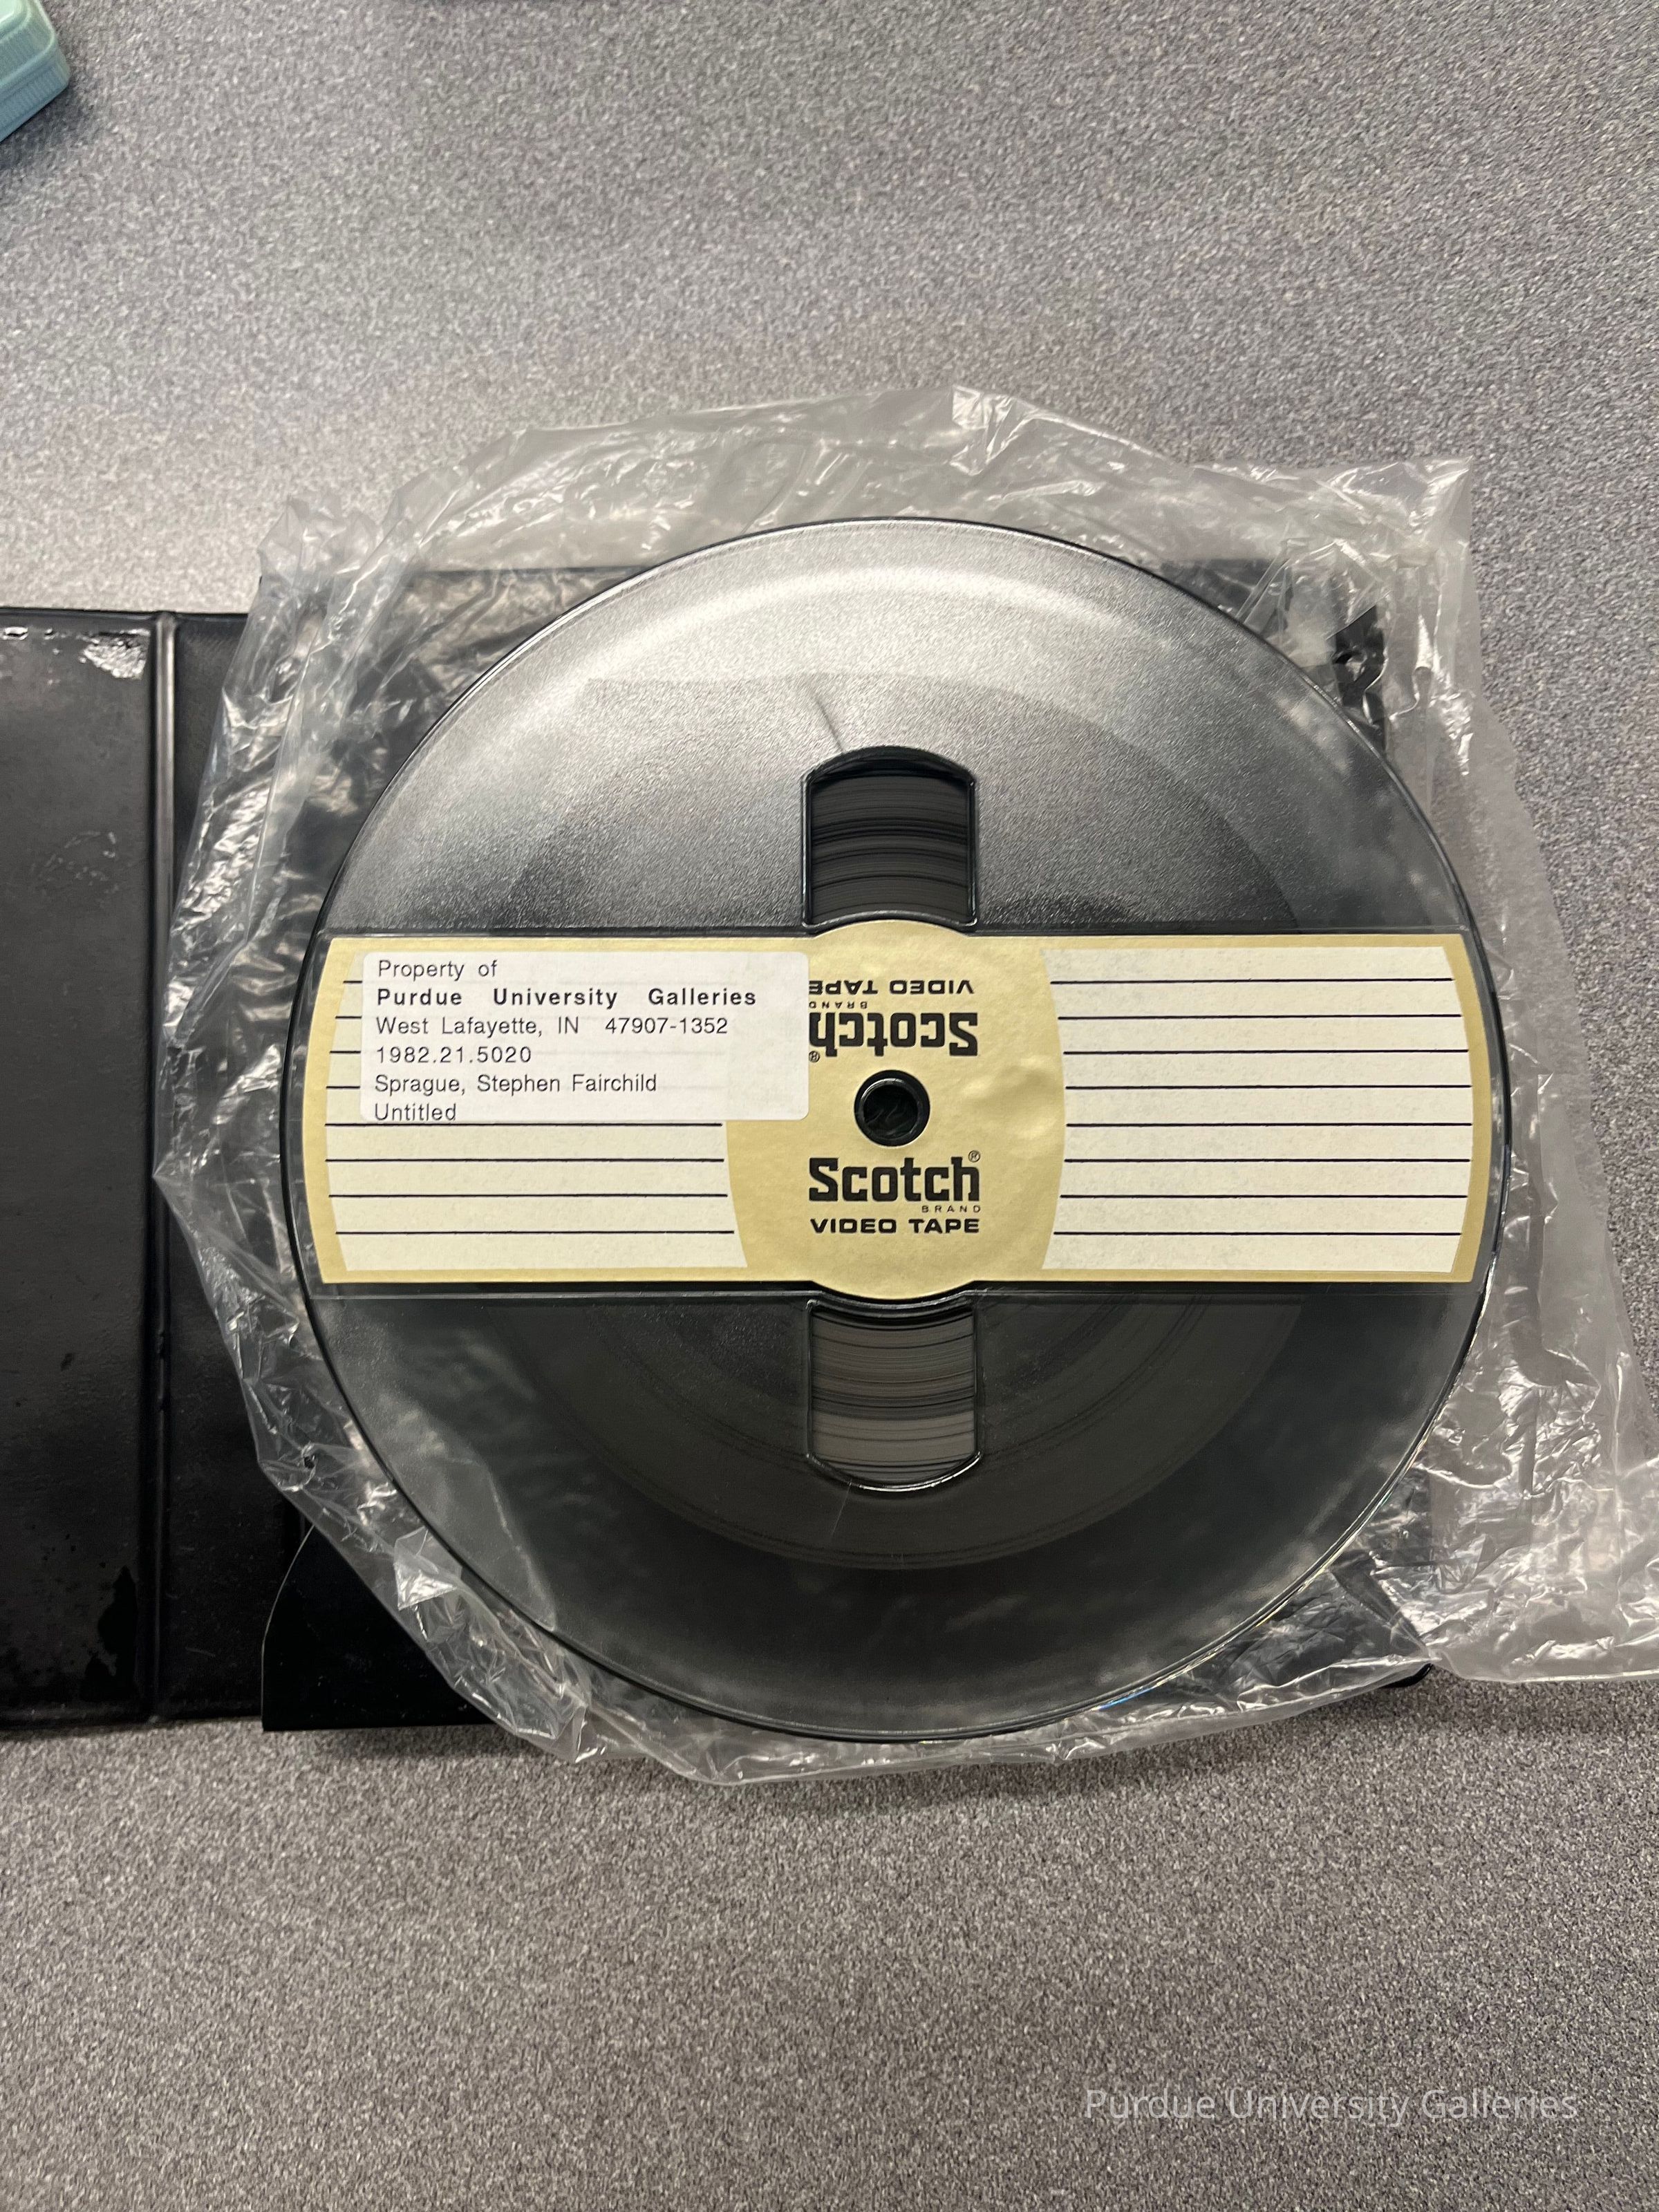 Property of
Purdue University Galleries
West Lafayette, IN 47907-1352
1982.21.5020
Sprague, Stephen Fairchild
Untitled
Scotch®
BRAND
VIDEO TAPE
Scotch®
BRAND
VIDEO TAPE
Purdue University Galleries